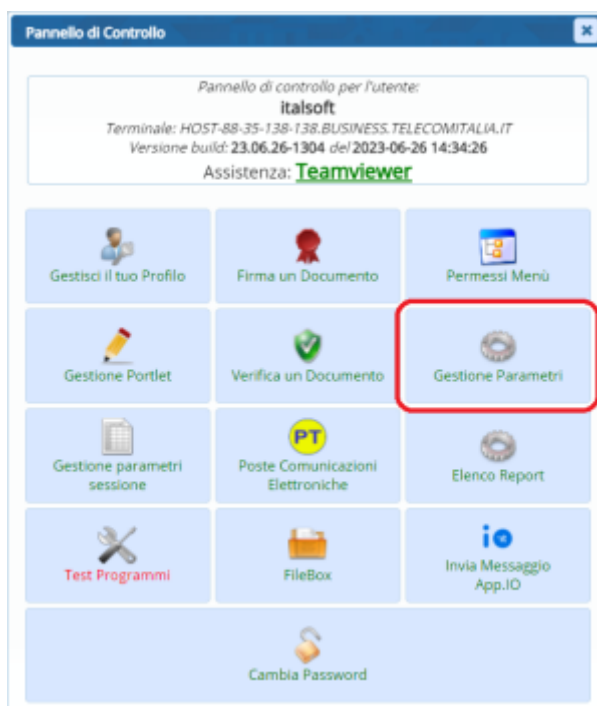 Pannello di Controllo
Pannello di controllo per l'utente:
italsoft
Terminale: HOST-88-35-138-138.BUSINESS.TELECOMITALIA.IT
Versione build: 23.06.26-1304 del 2023-06-26 14:34:26
Assistenza: Teamviewer
Gestisci il tuo Profilo
Firma un Documento
Permessi Menù
Gestione Portlet
Verifica un Documento
Gestione Parametri
Gestione parametri
sessione
PT
Poste Comunicazioni
Elettroniche
Elenco Report
Test Programmi
FileBox
io
Invia Messaggio
App.IO
Cambia Password